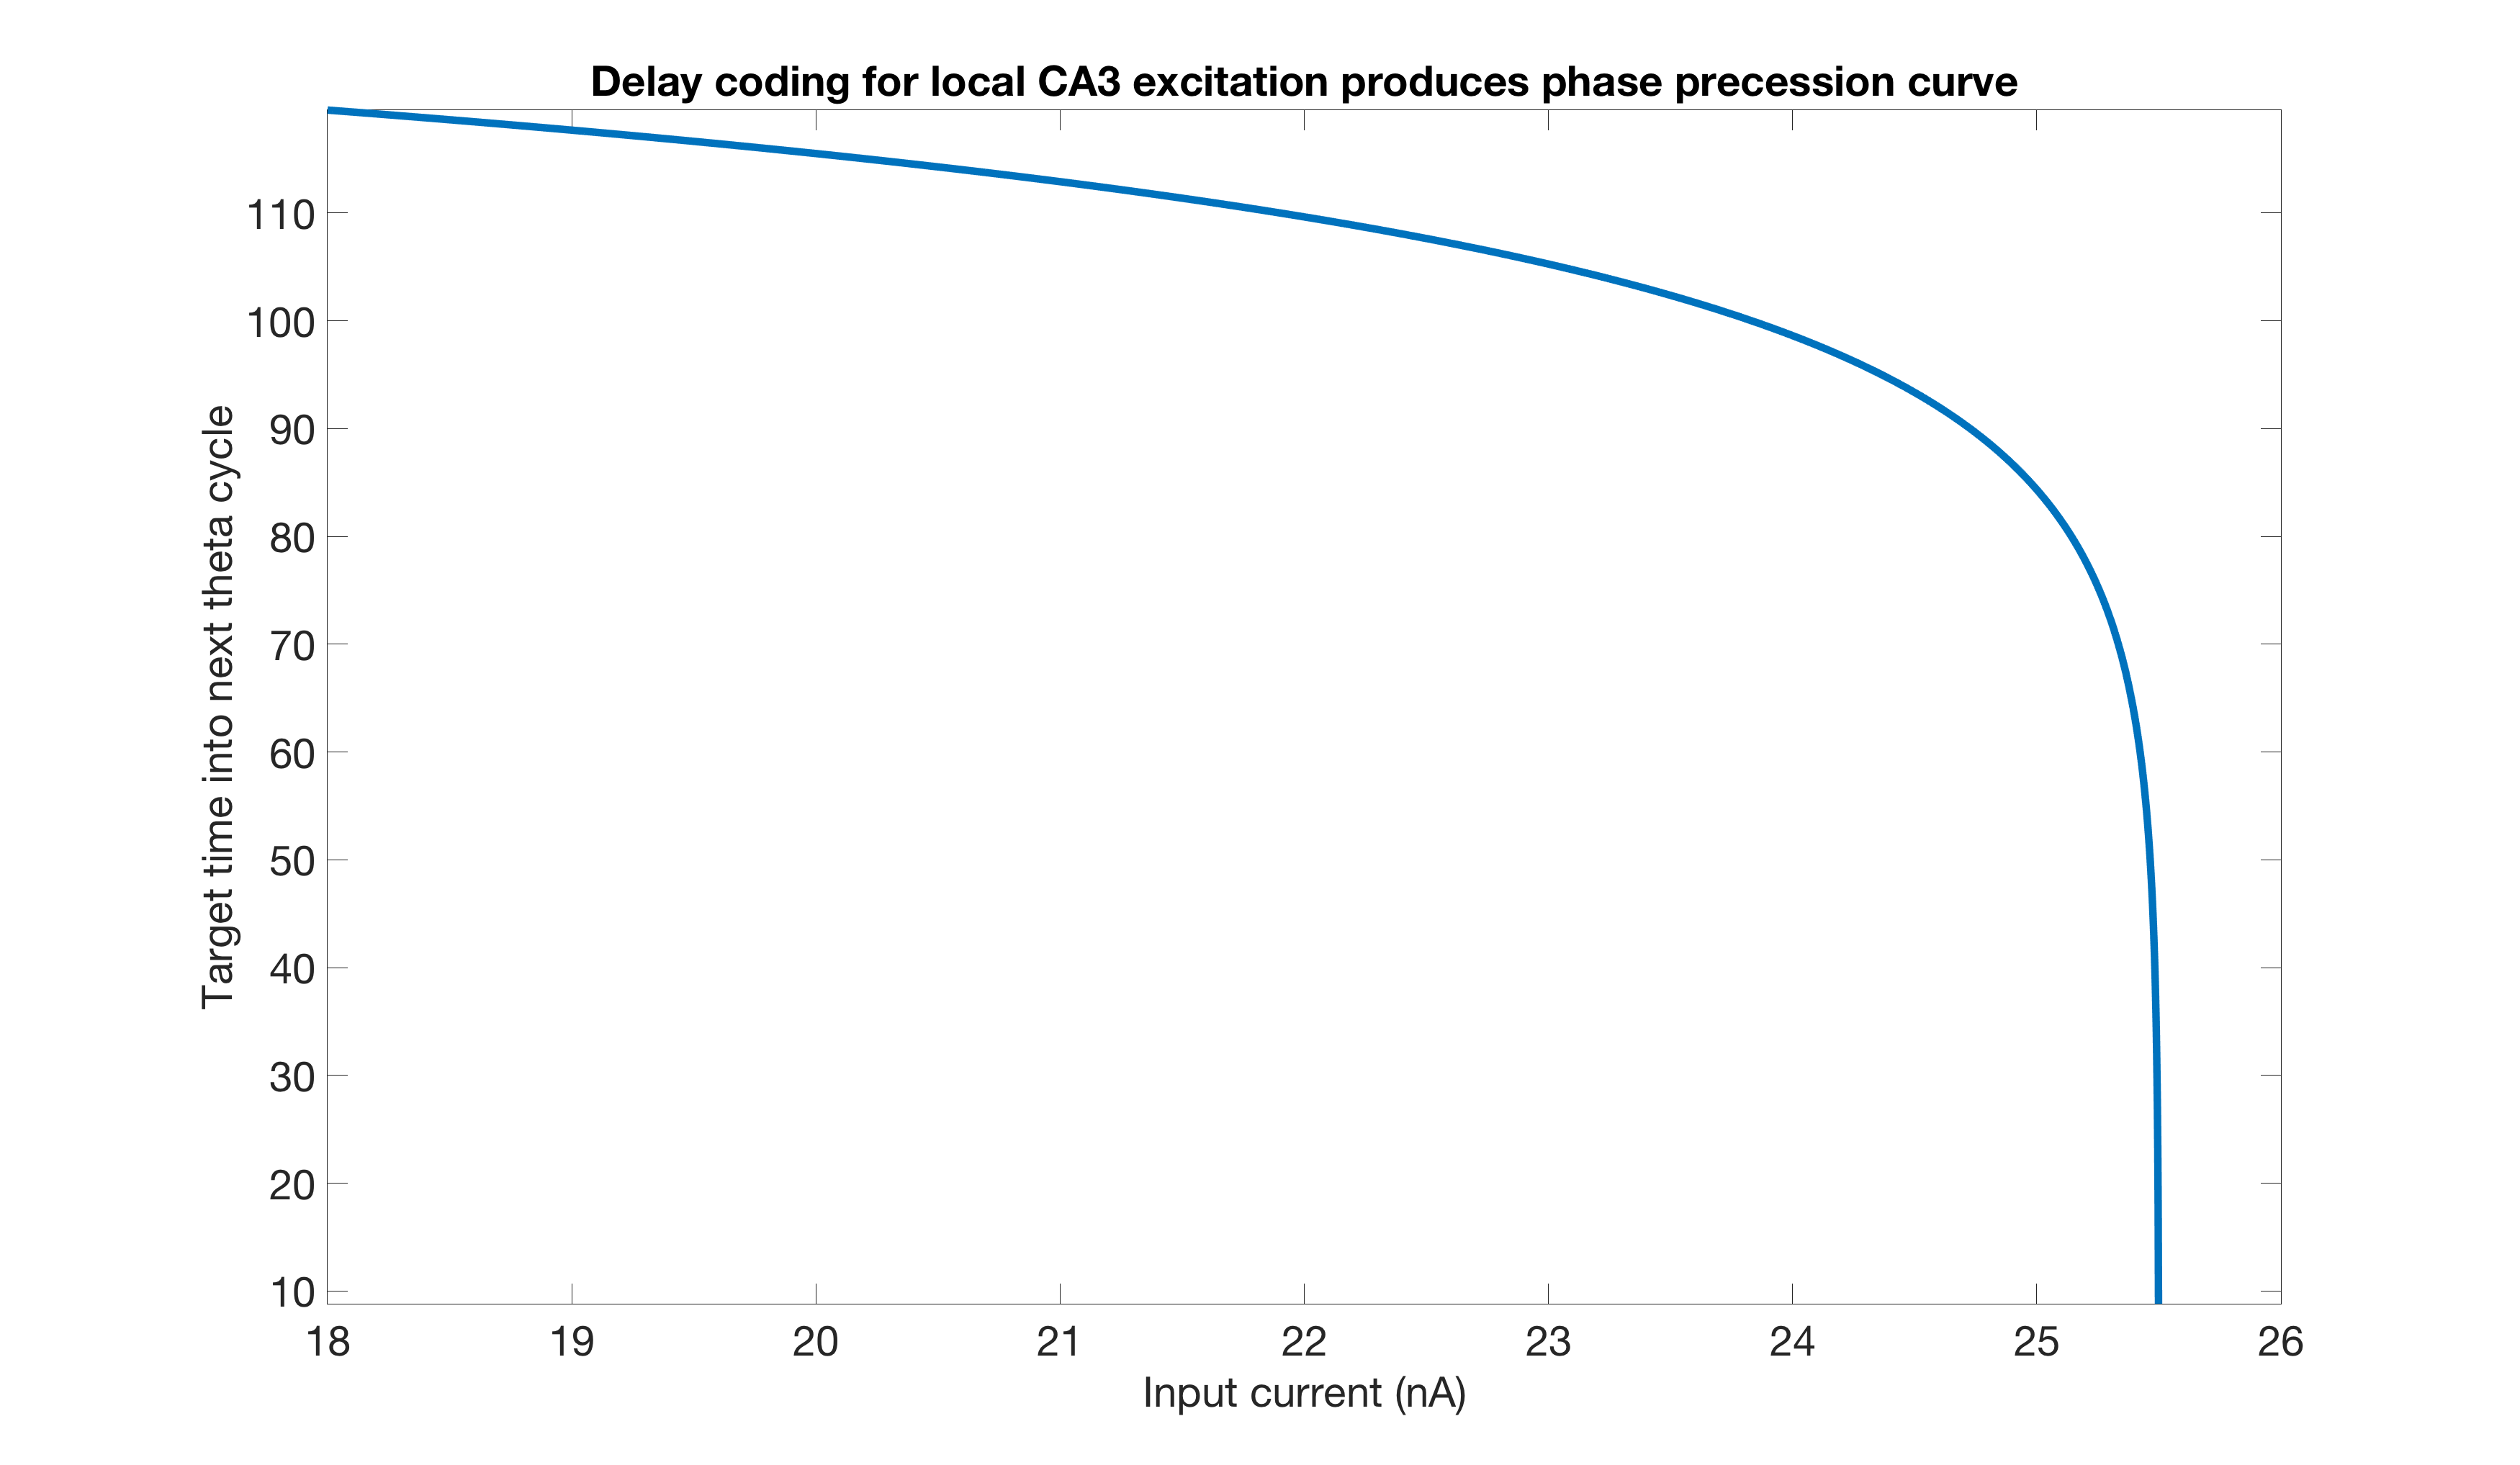 Delay coding for local CA3 excitation produces phase precession curve
Target time into next theta cycle
110
100
90
80
70
60
50
40
30
20
10
18 19 20 21 22 23 24 25 26
Input current (nA)